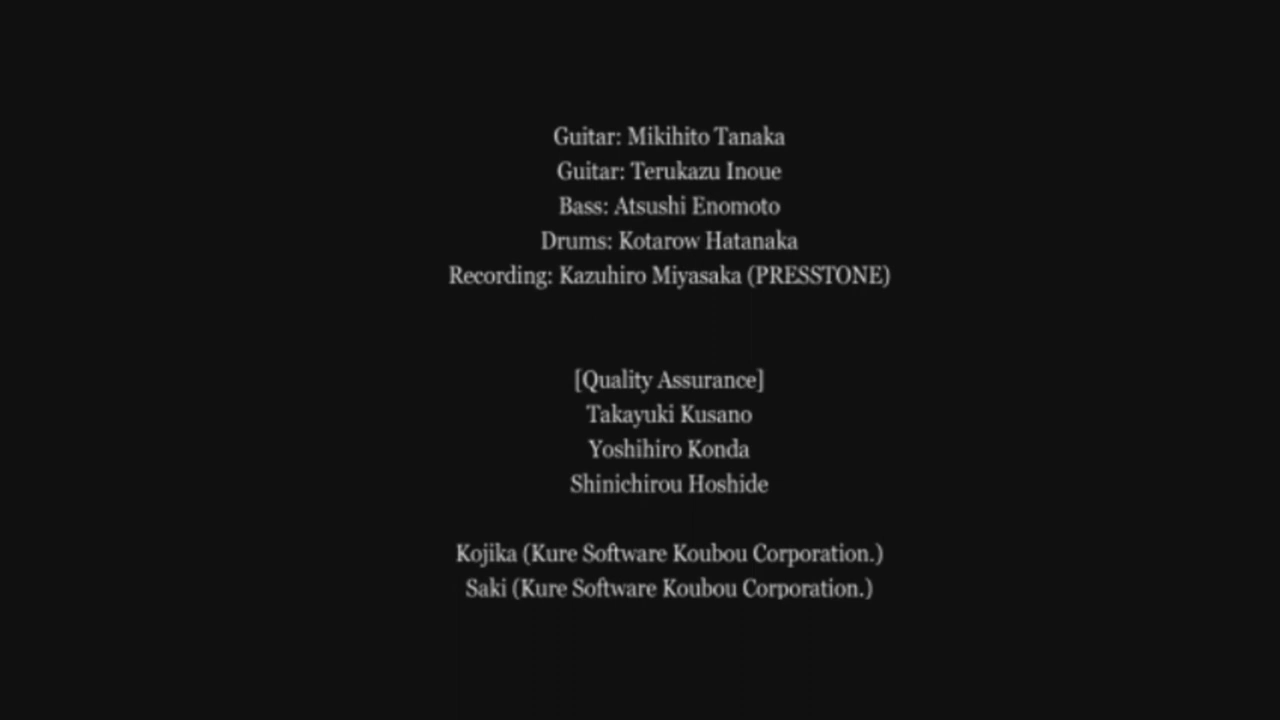 Guitar: Mikihito Tanaka
Guitar: Terukazu Inoue
Bass: Atsushi Enomoto
Drums: Kotarow Hatanaka
Recording: Kazuhiro Miyasaka (PRESSTONE)
[Quality Assurance]
Takayuki Kusano
Yoshihiro Konda
Shinichirou Hoshide
Kojika (Kure Software Koubou Corporation.)
Saki (Kure Software Koubou Corporation.)